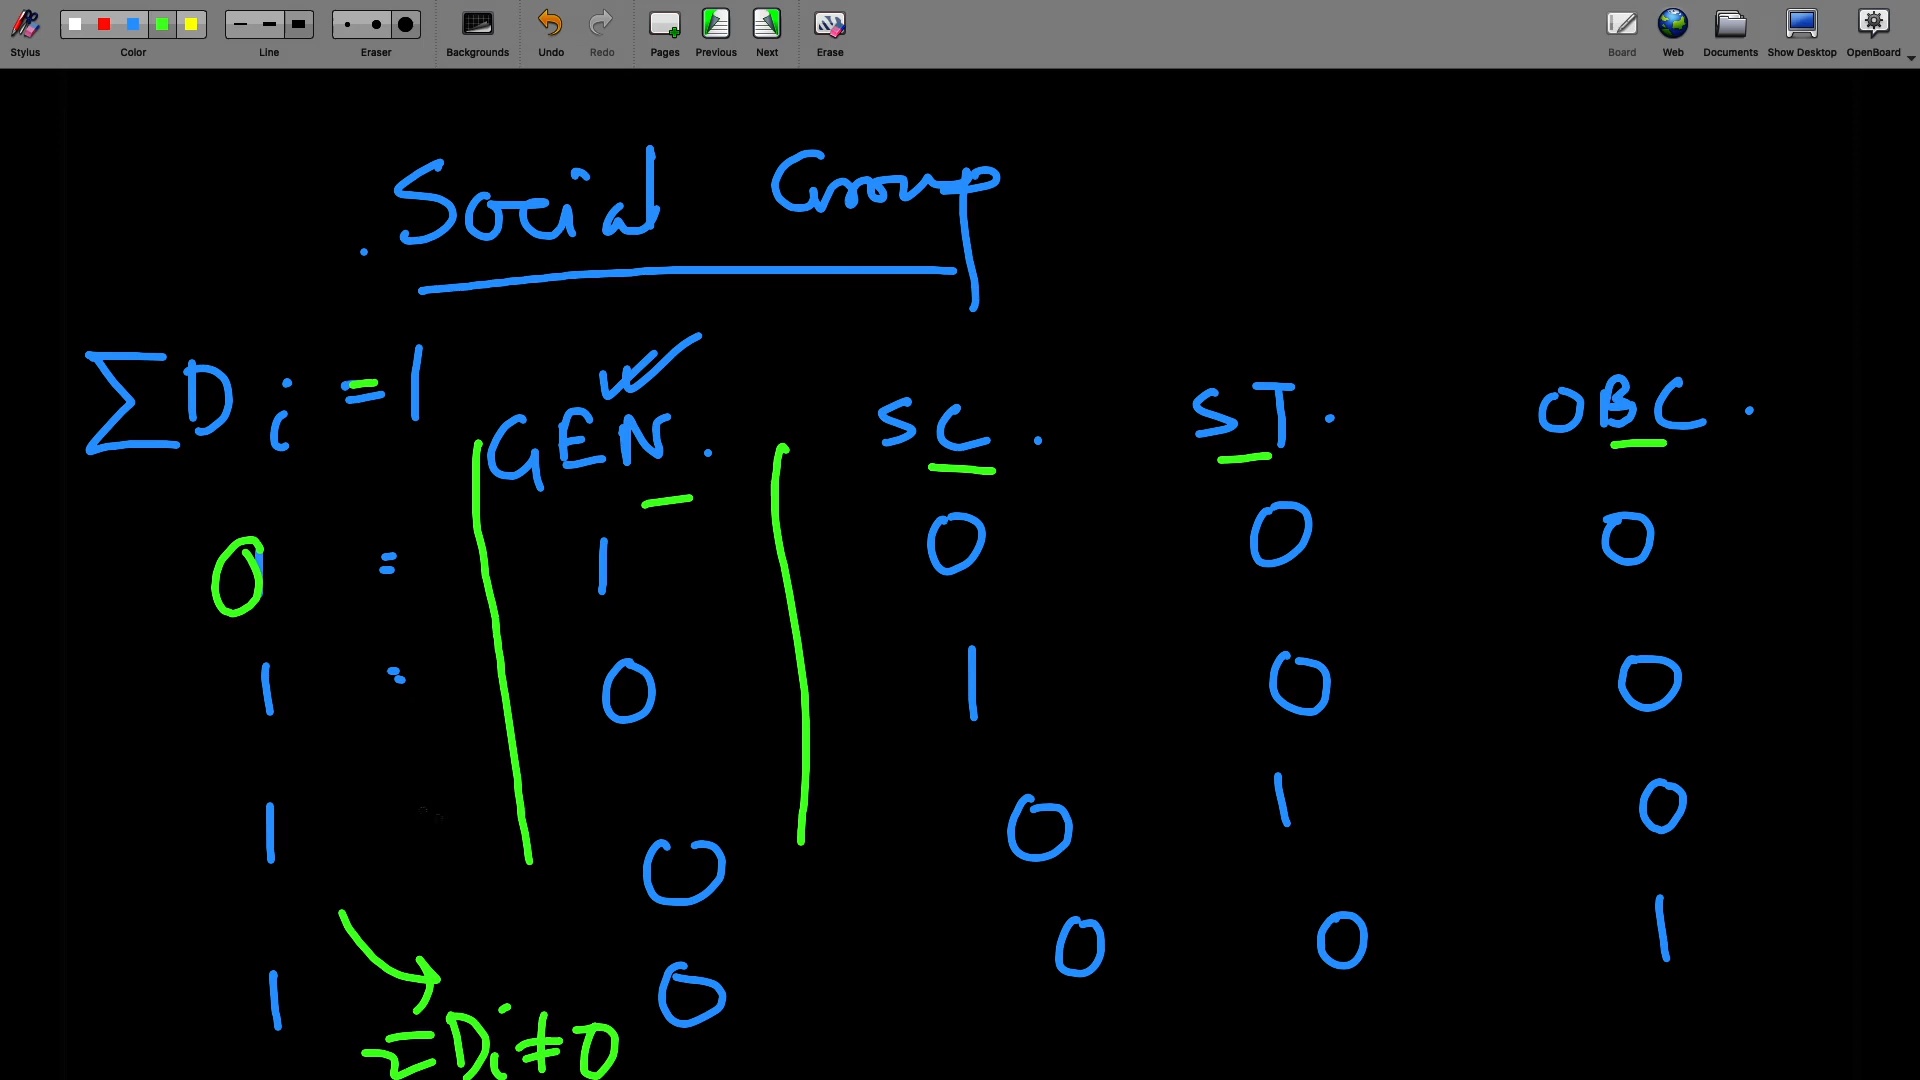 Stylus Color Line Eraser Backgrounds Undo Redo Pages Previous Next Erase Board Web Documents Show Desktop OpenBoard
Social Group
ΣDi = 1
GEN. SC. ST. OBC.
0 = 1 0 0 0
1 = 0 1 0 0
1 0 0 1 0
1 0 0 0 1
ΣDi ≠ 0